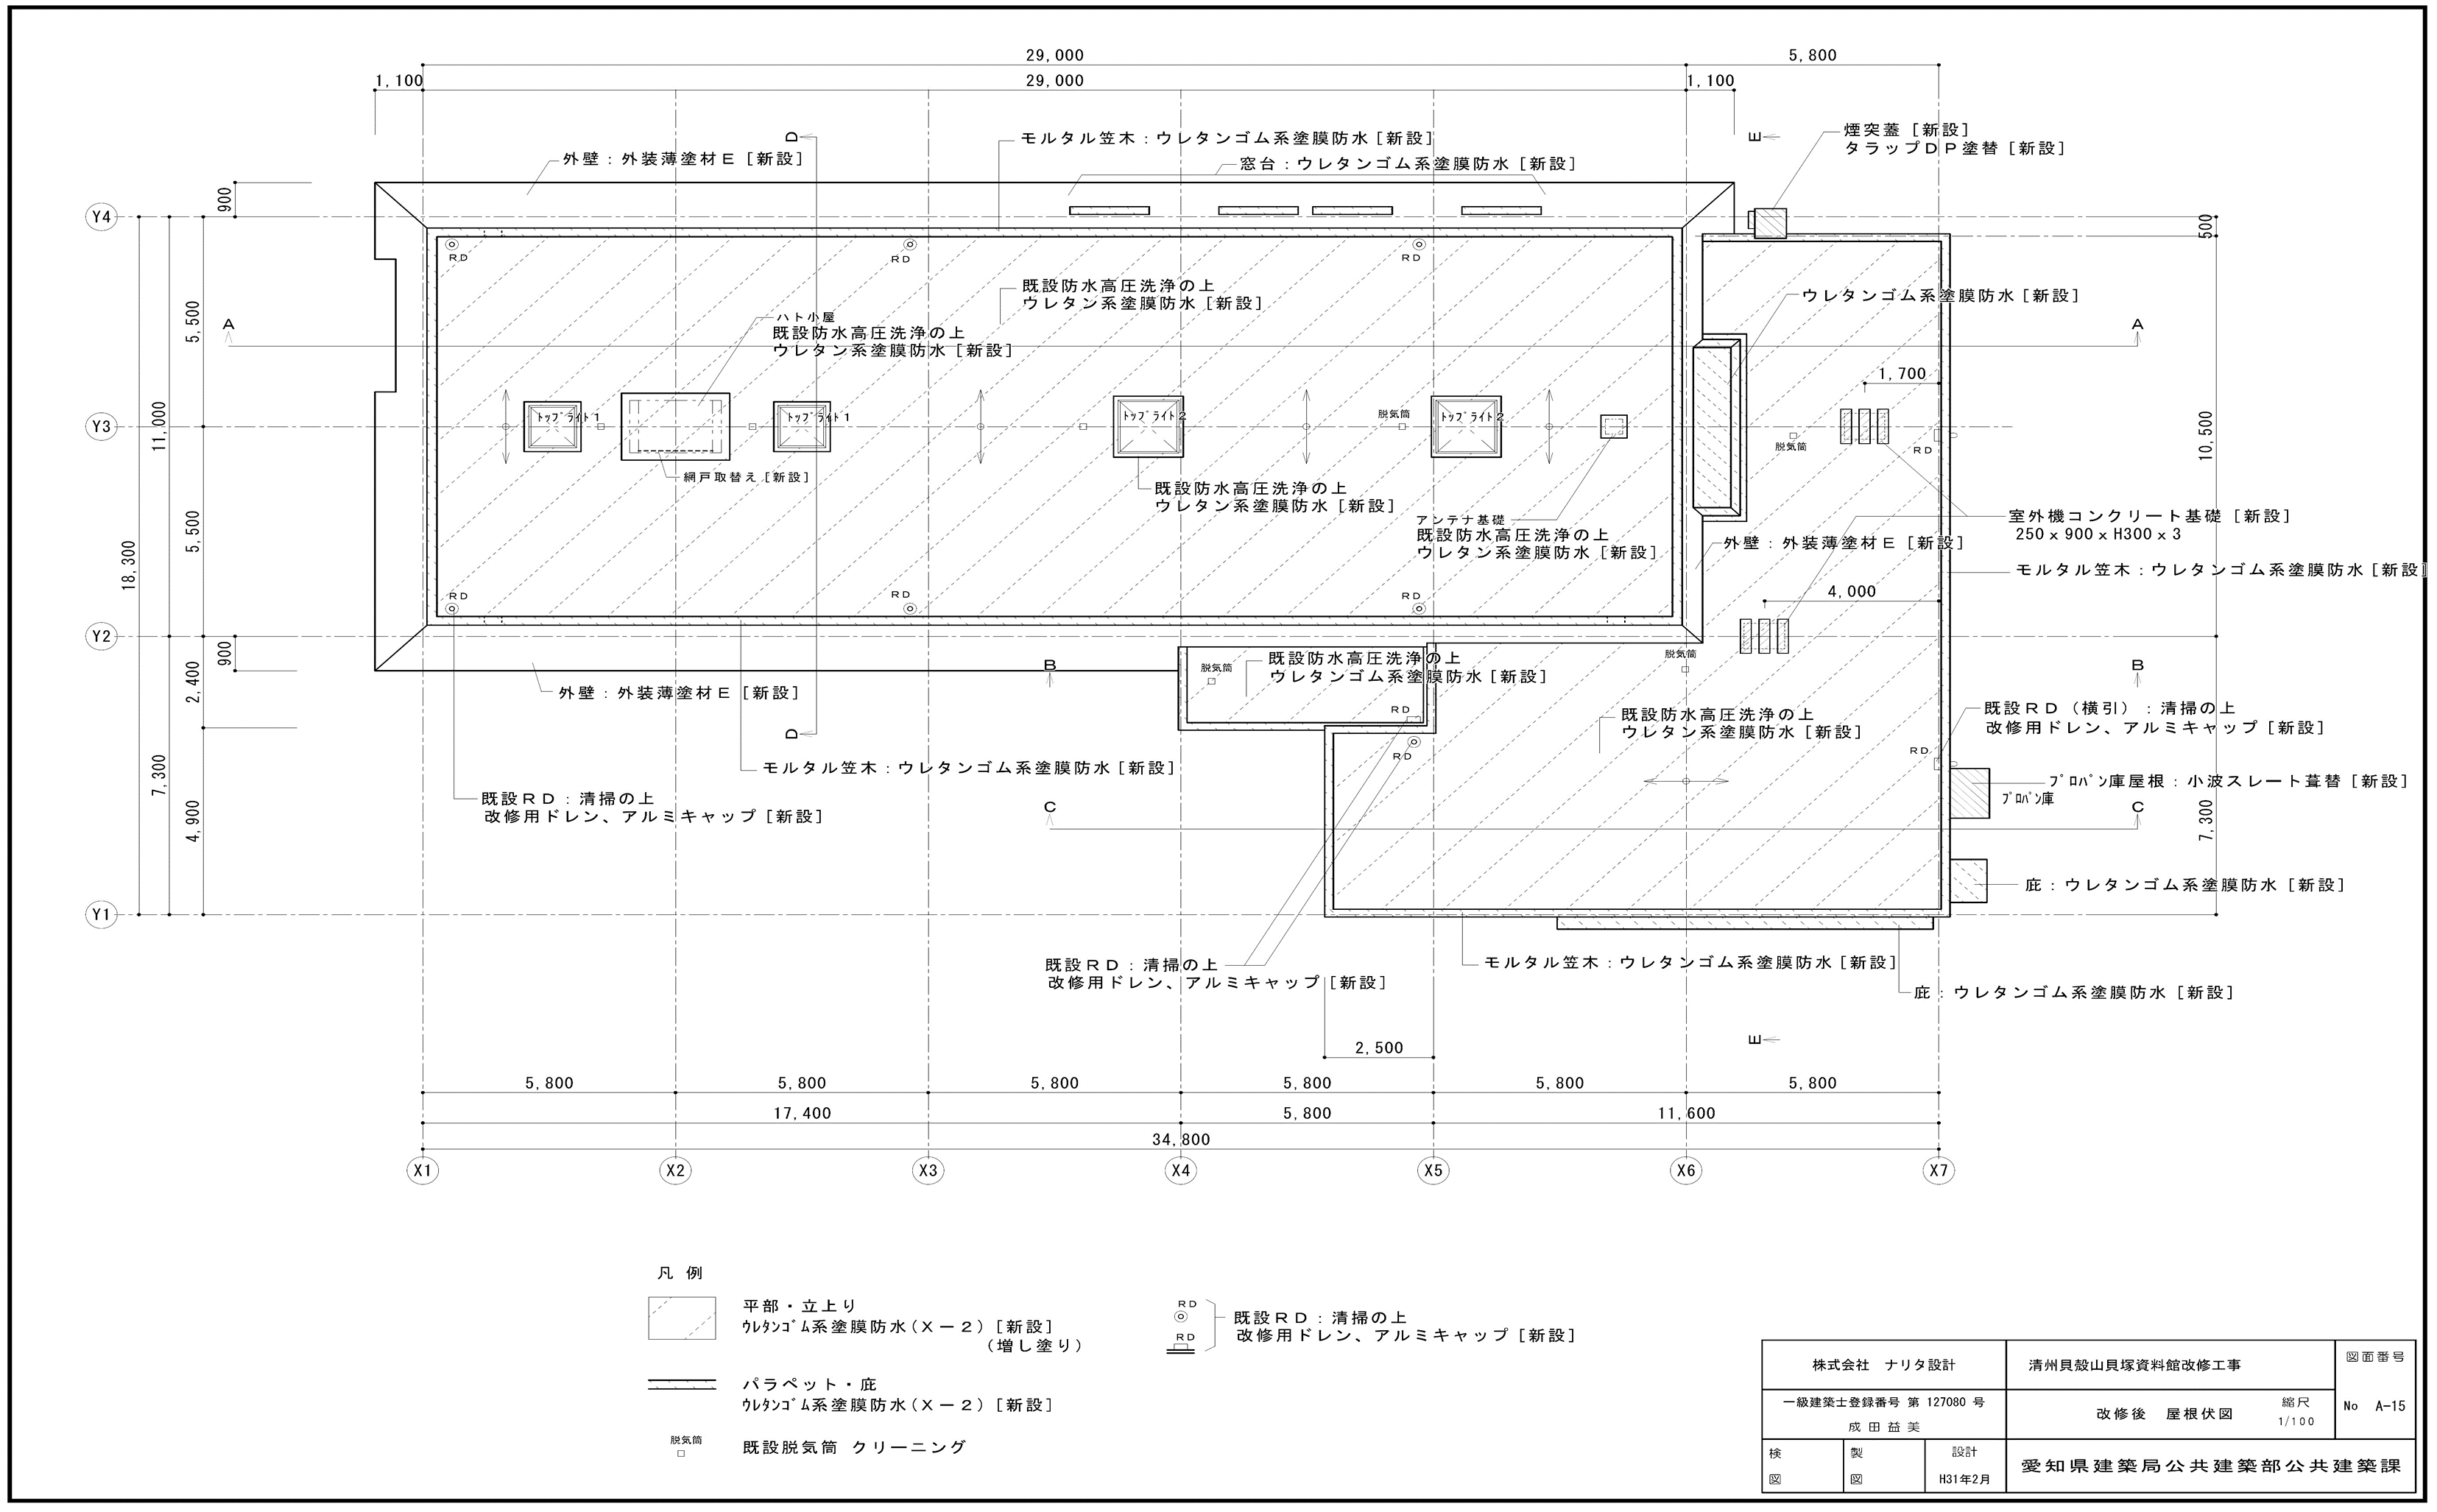 29,000
5,800
1,100
29,000
1,100
D
E
モルタル笠木：ウレタンゴム系塗膜防水［新設］
煙突蓋［新設］
タラップＤＰ塗替［新設］
外壁：外装薄塗材Ｅ［新設］
窓台：ウレタンゴム系塗膜防水［新設］
900
Y4
500
RD
RD
RD
既設防水高圧洗浄の上
ウレタン系塗膜防水［新設］
ウレタンゴム系塗膜防水［新設］
5,500
A
ハト小屋
既設防水高圧洗浄の上
ウレタン系塗膜防水［新設］
A
1,700
11,000
ﾄｯﾌﾟﾗｲﾄ1
ﾄｯﾌﾟﾗｲﾄ1
ﾄｯﾌﾟﾗｲﾄ2
脱気筒
ﾄｯﾌﾟﾗｲﾄ2
Y3
脱気筒
RD
10,500
網戸取替え［新設］
既設防水高圧洗浄の上
ウレタン系塗膜防水［新設］
5,500
アンテナ基礎
既設防水高圧洗浄の上
ウレタン系塗膜防水［新設］
室外機コンクリート基礎［新設］
250ｘ900ｘH300ｘ3
外壁：外装薄塗材Ｅ［新設］
18,300
モルタル笠木：ウレタンゴム系塗膜防水［新設］
RD
RD
RD
4,000
Y2
900
2,400
脱気筒
既設防水高圧洗浄の上
ウレタンゴム系塗膜防水［新設］
脱気筒
B
B
外壁：外装薄塗材Ｅ［新設］
RD
既設防水高圧洗浄の上
ウレタン系塗膜防水［新設］
既設ＲＤ（横引）：清掃の上
改修用ドレン、アルミキャップ［新設］
D
RD
RD
モルタル笠木：ウレタンゴム系塗膜防水［新設］
7,300
ﾌﾟﾛﾊﾟﾝ庫屋根：小波スレート葺替［新設］
ﾌﾟﾛﾊﾟﾝ庫
既設ＲＤ：清掃の上
改修用ドレン、アルミキャップ［新設］
C
C
4,900
7,300
庇：ウレタンゴム系塗膜防水［新設］
Y1
既設ＲＤ：清掃の上
改修用ドレン、アルミキャップ［新設］
モルタル笠木：ウレタンゴム系塗膜防水［新設］
庇：ウレタンゴム系塗膜防水［新設］
E
2,500
5,800
5,800
5,800
5,800
5,800
5,800
17,400
5,800
11,600
34,800
X1
X2
X3
X4
X5
X6
X7
凡 例
平部・立上り
ｳﾚﾀﾝｺﾞﾑ系塗膜防水(Ｘ－２)［新設］
（増し塗り）
パラペット・庇
ｳﾚﾀﾝｺﾞﾑ系塗膜防水(Ｘ－２)［新設］
脱気筒
既設脱気筒 クリーニング
RD
RD
既設ＲＤ：清掃の上
改修用ドレン、アルミキャップ［新設］
株式会社 ナリタ設計
清州貝殻山貝塚資料館改修工事
図面番号
一級建築士登録番号 第 127080 号
成田益美
改修後 屋根伏図
縮尺
1/100
No A-15
検図
製図
設計
H31年2月
愛知県建築局公共建築部公共建築課